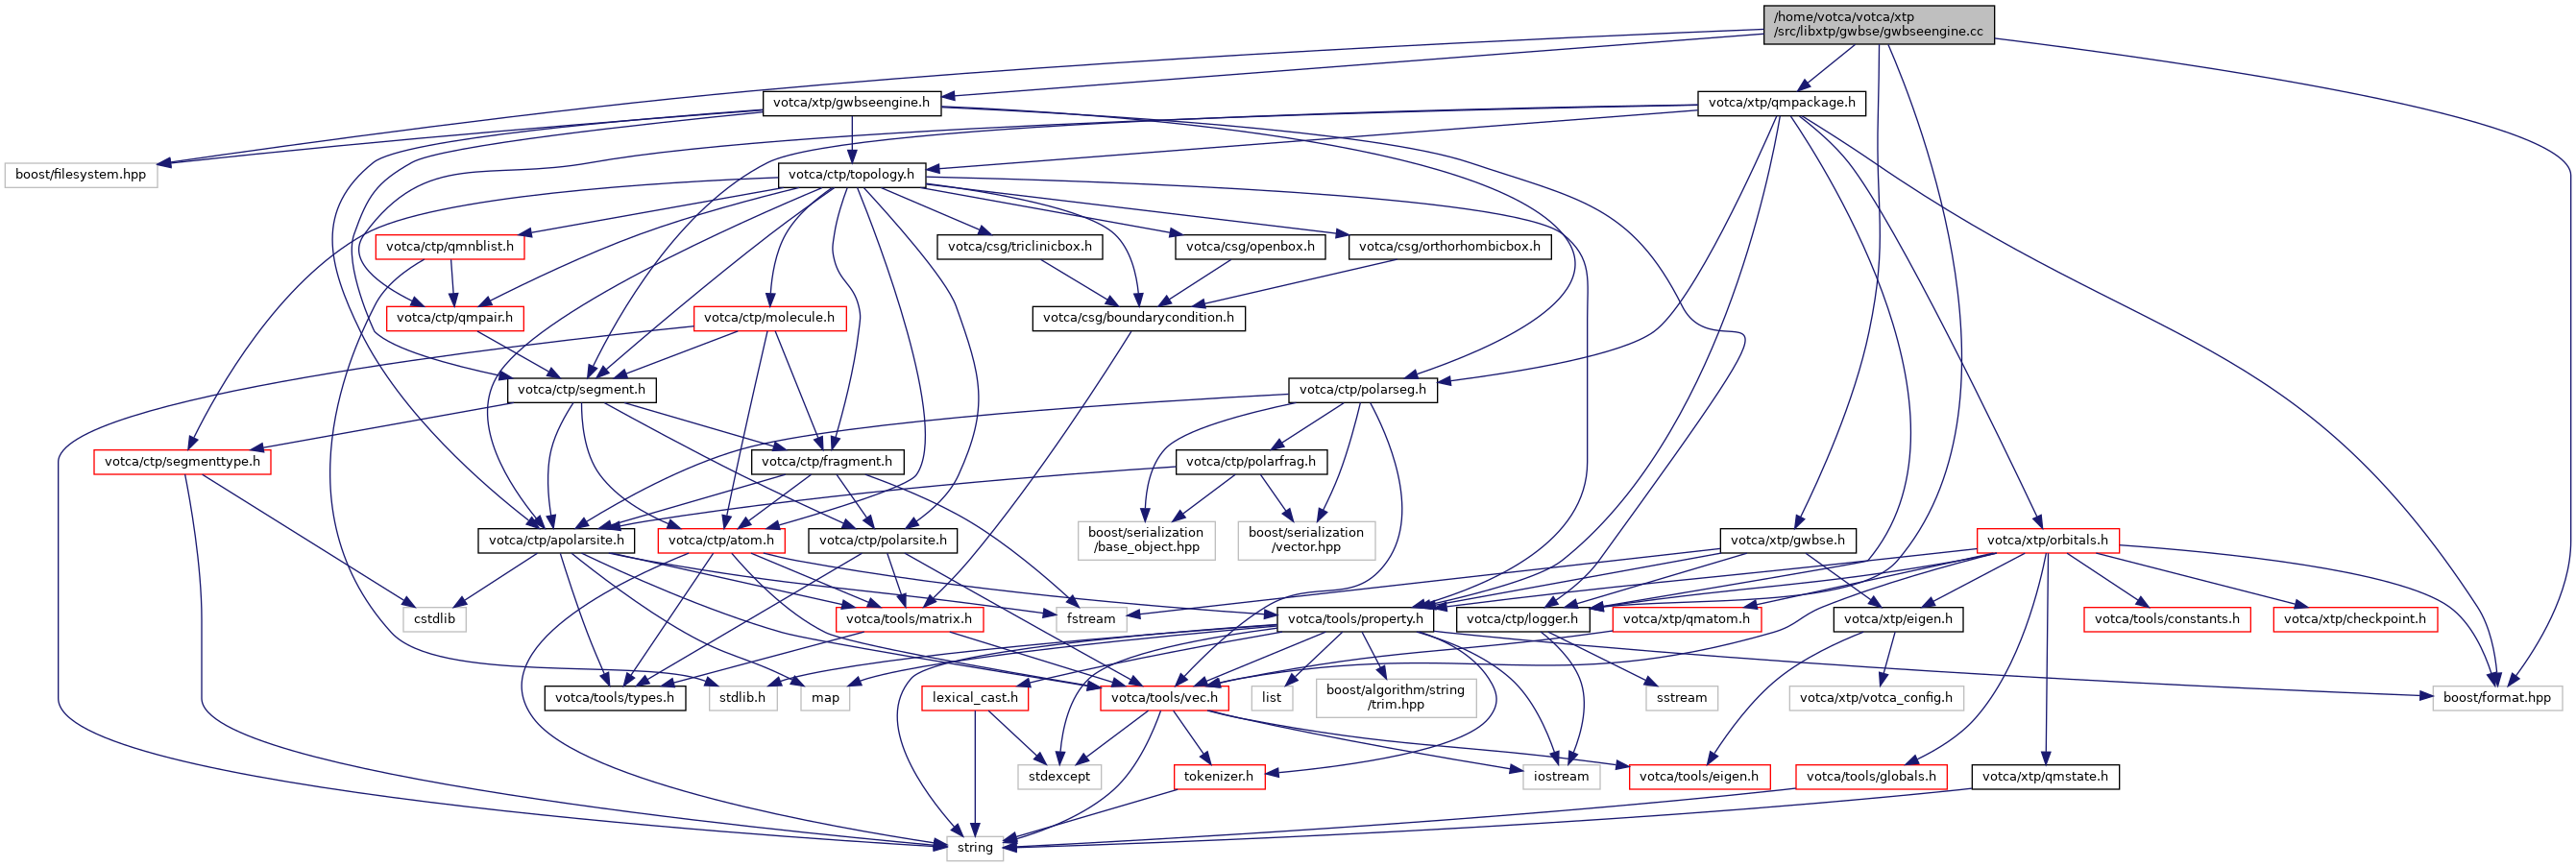 /home/votca/votca/xtp
/src/libxtp/gwbse/gwbseengine.cc
votca/xtp/gwbseengine.h
votca/xtp/qmpackage.h
boost/filesystem.hpp
votca/ctp/topology.h
votca/ctp/qmnblist.h
votca/csg/triclinicbox.h
votca/csg/openbox.h
votca/csg/orthorhombicbox.h
votca/ctp/qmpair.h
votca/ctp/molecule.h
votca/csg/boundarycondition.h
votca/ctp/segment.h
votca/ctp/polarseg.h
votca/ctp/segmenttype.h
votca/ctp/fragment.h
votca/ctp/polarfrag.h
votca/ctp/apolarsite.h
votca/ctp/atom.h
votca/ctp/polarsite.h
boost/serialization
/base_object.hpp
boost/serialization
/vector.hpp
votca/xtp/gwbse.h
votca/xtp/orbitals.h
cstdlib
votca/tools/matrix.h
fstream
votca/tools/property.h
votca/ctp/logger.h
votca/xtp/qmatom.h
votca/xtp/eigen.h
votca/tools/constants.h
votca/xtp/checkpoint.h
votca/tools/types.h
stdlib.h
map
lexical_cast.h
votca/tools/vec.h
list
boost/algorithm/string
/trim.hpp
sstream
votca/xtp/votca_config.h
boost/format.hpp
stdexcept
tokenizer.h
iostream
votca/tools/eigen.h
votca/tools/globals.h
votca/xtp/qmstate.h
string